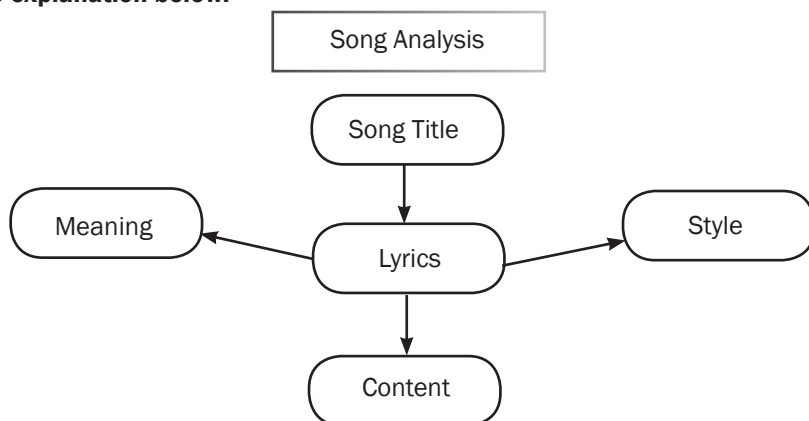 explanation below.
Song Analysis
Song Title
Meaning
Style
Lyrics
Content